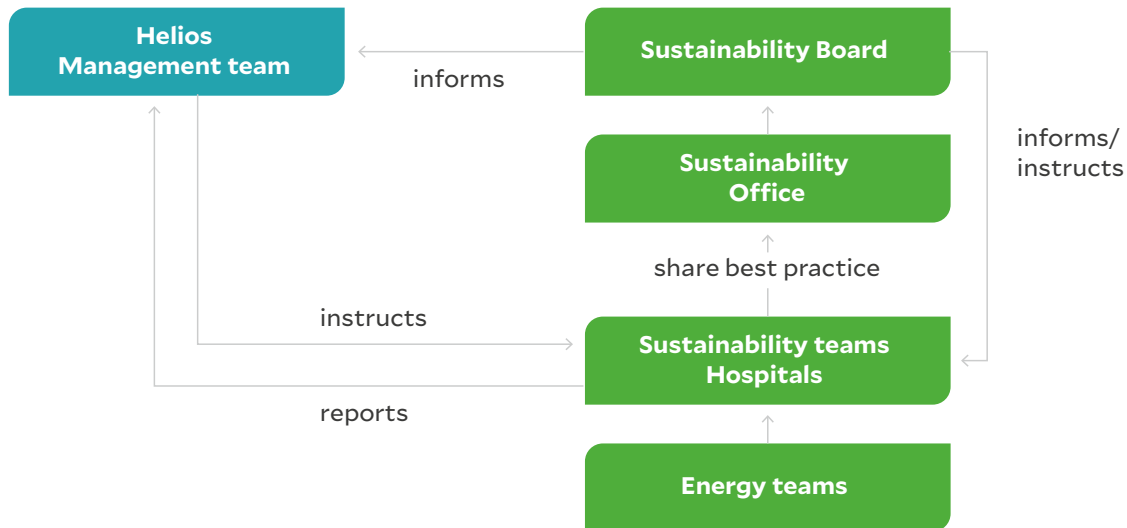 Helios
Management team
Sustainability Board
informs
informs/
instructs
Sustainability
Office
share best practice
instructs
Sustainability teams
Hospitals
reports
Energy teams